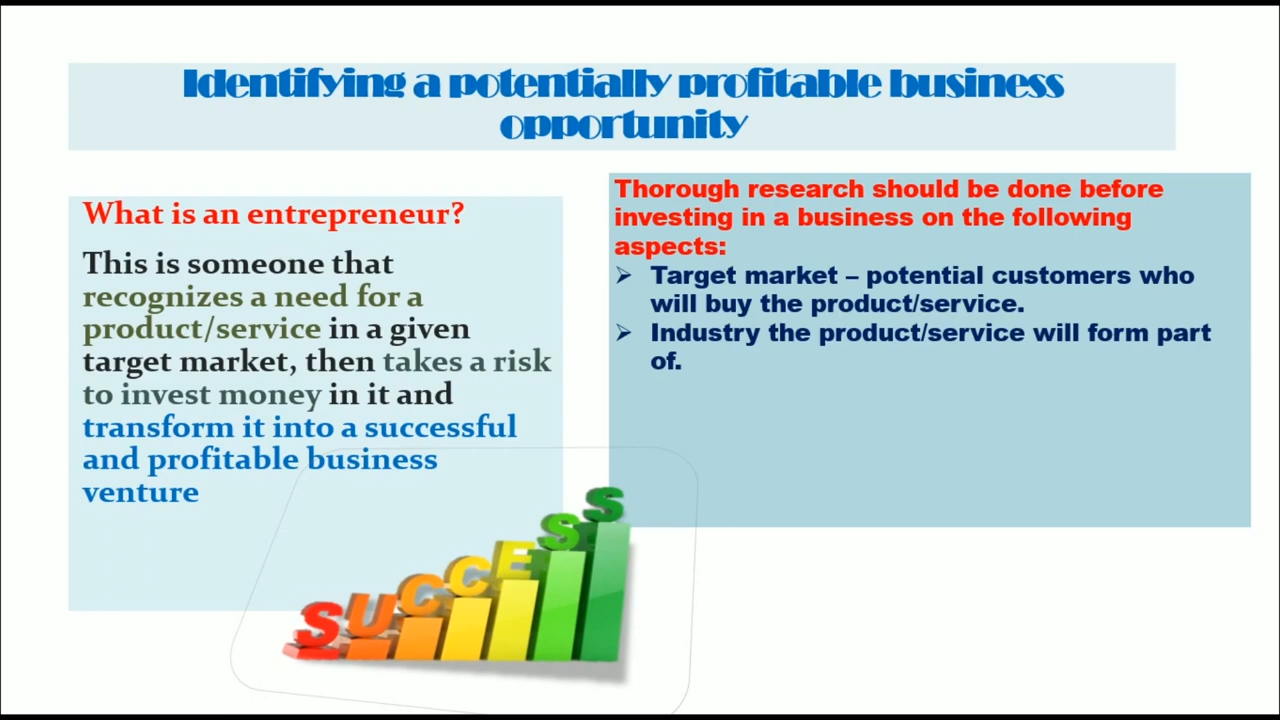 Identifying a potentially profitable business
opportunity
What is an entrepreneur?
This is someone that
recognizes a need for a
product/service in a given
target market, then takes a risk
to invest money in it and
transform it into a successful
and profitable business
venture
Thorough research should be done before
investing in a business on the following
aspects:
➢ Target market – potential customers who
will buy the product/service.
➢ Industry the product/service will form part
of.
SUCCESS